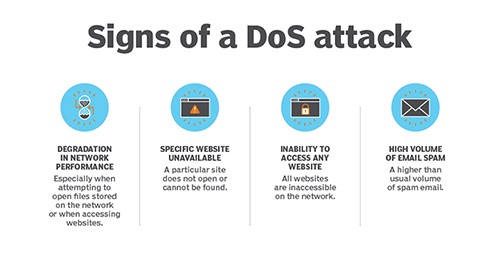 Signs of a DoS attack
DEGRADATION
IN NETWORK
PERFORMANCE
Especially when
attempting to
open files stored
on the network
or when accessing
websites.
SPECIFIC WEBSITE
UNAVAILABLE
A particular site
does not open or
cannot be found.
INABILITY TO
ACCESS ANY
WEBSITE
All websites
are inaccessible
on the network.
HIGH VOLUME
OF EMAIL SPAM
A higher than
usual volume
of spam email.